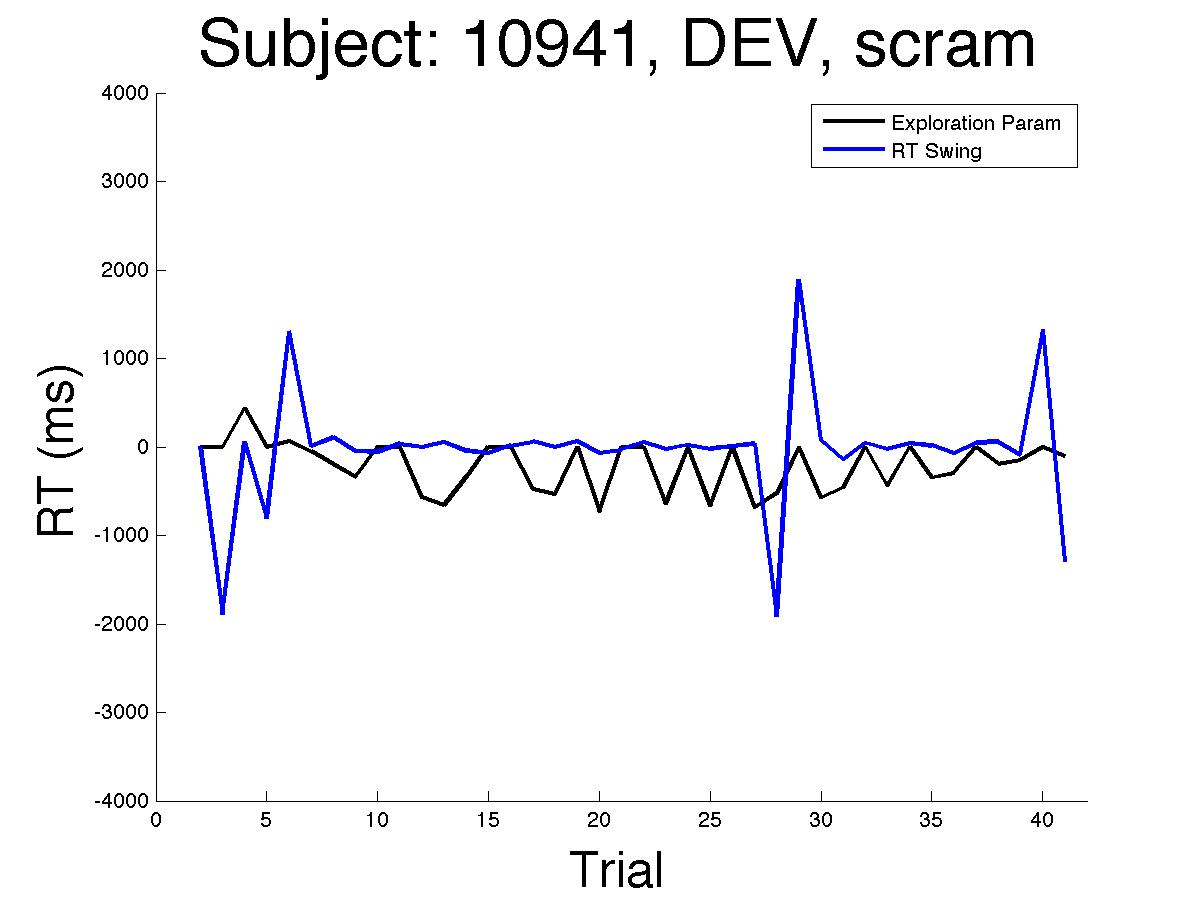 Subject: 10941, DEV, scram
4000
3000
2000
1000
0
-1000
-2000
-3000
-4000
RT (ms)
Exploration Param
RT Swing
0 5 10 15 20 25 30 35 40
Trial